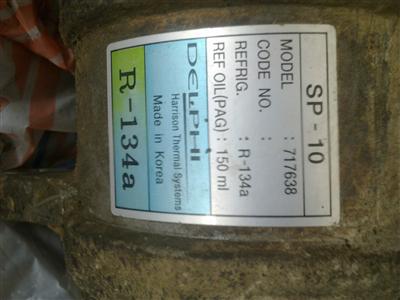 SP - 10
MODEL : 717638
CODE NO. :
REFRIG. : R-134a
REF OIL(PAG) : 150 ml
DELPHI
Harrison Thermal Systems
Made in Korea
R-134a